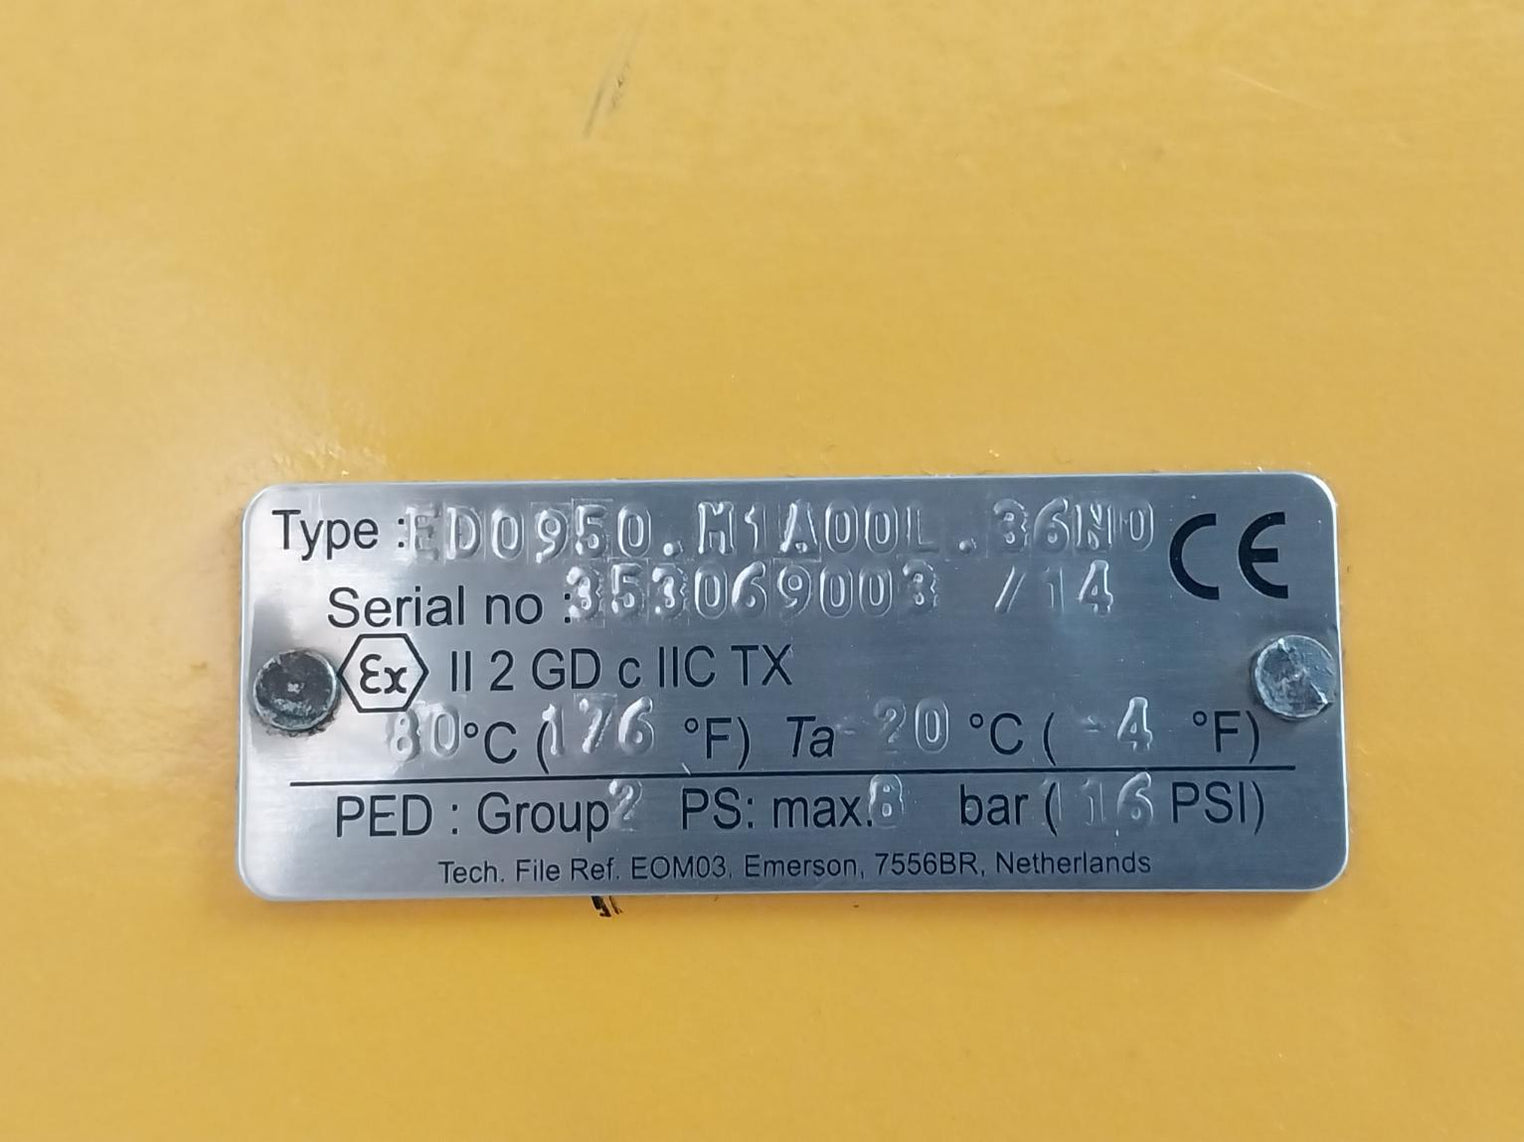 Type : ED0950.M1A00L.36N0 CE
Serial no : 353069003 /14
Ex II 2 GD c IIC TX
80°C (176 °F) Ta -20 °C ( -4 °F)
PED : Group 2 PS: max. 8 bar ( 116 PSI)
Tech. File Ref. EOM03, Emerson, 7556BR, Netherlands